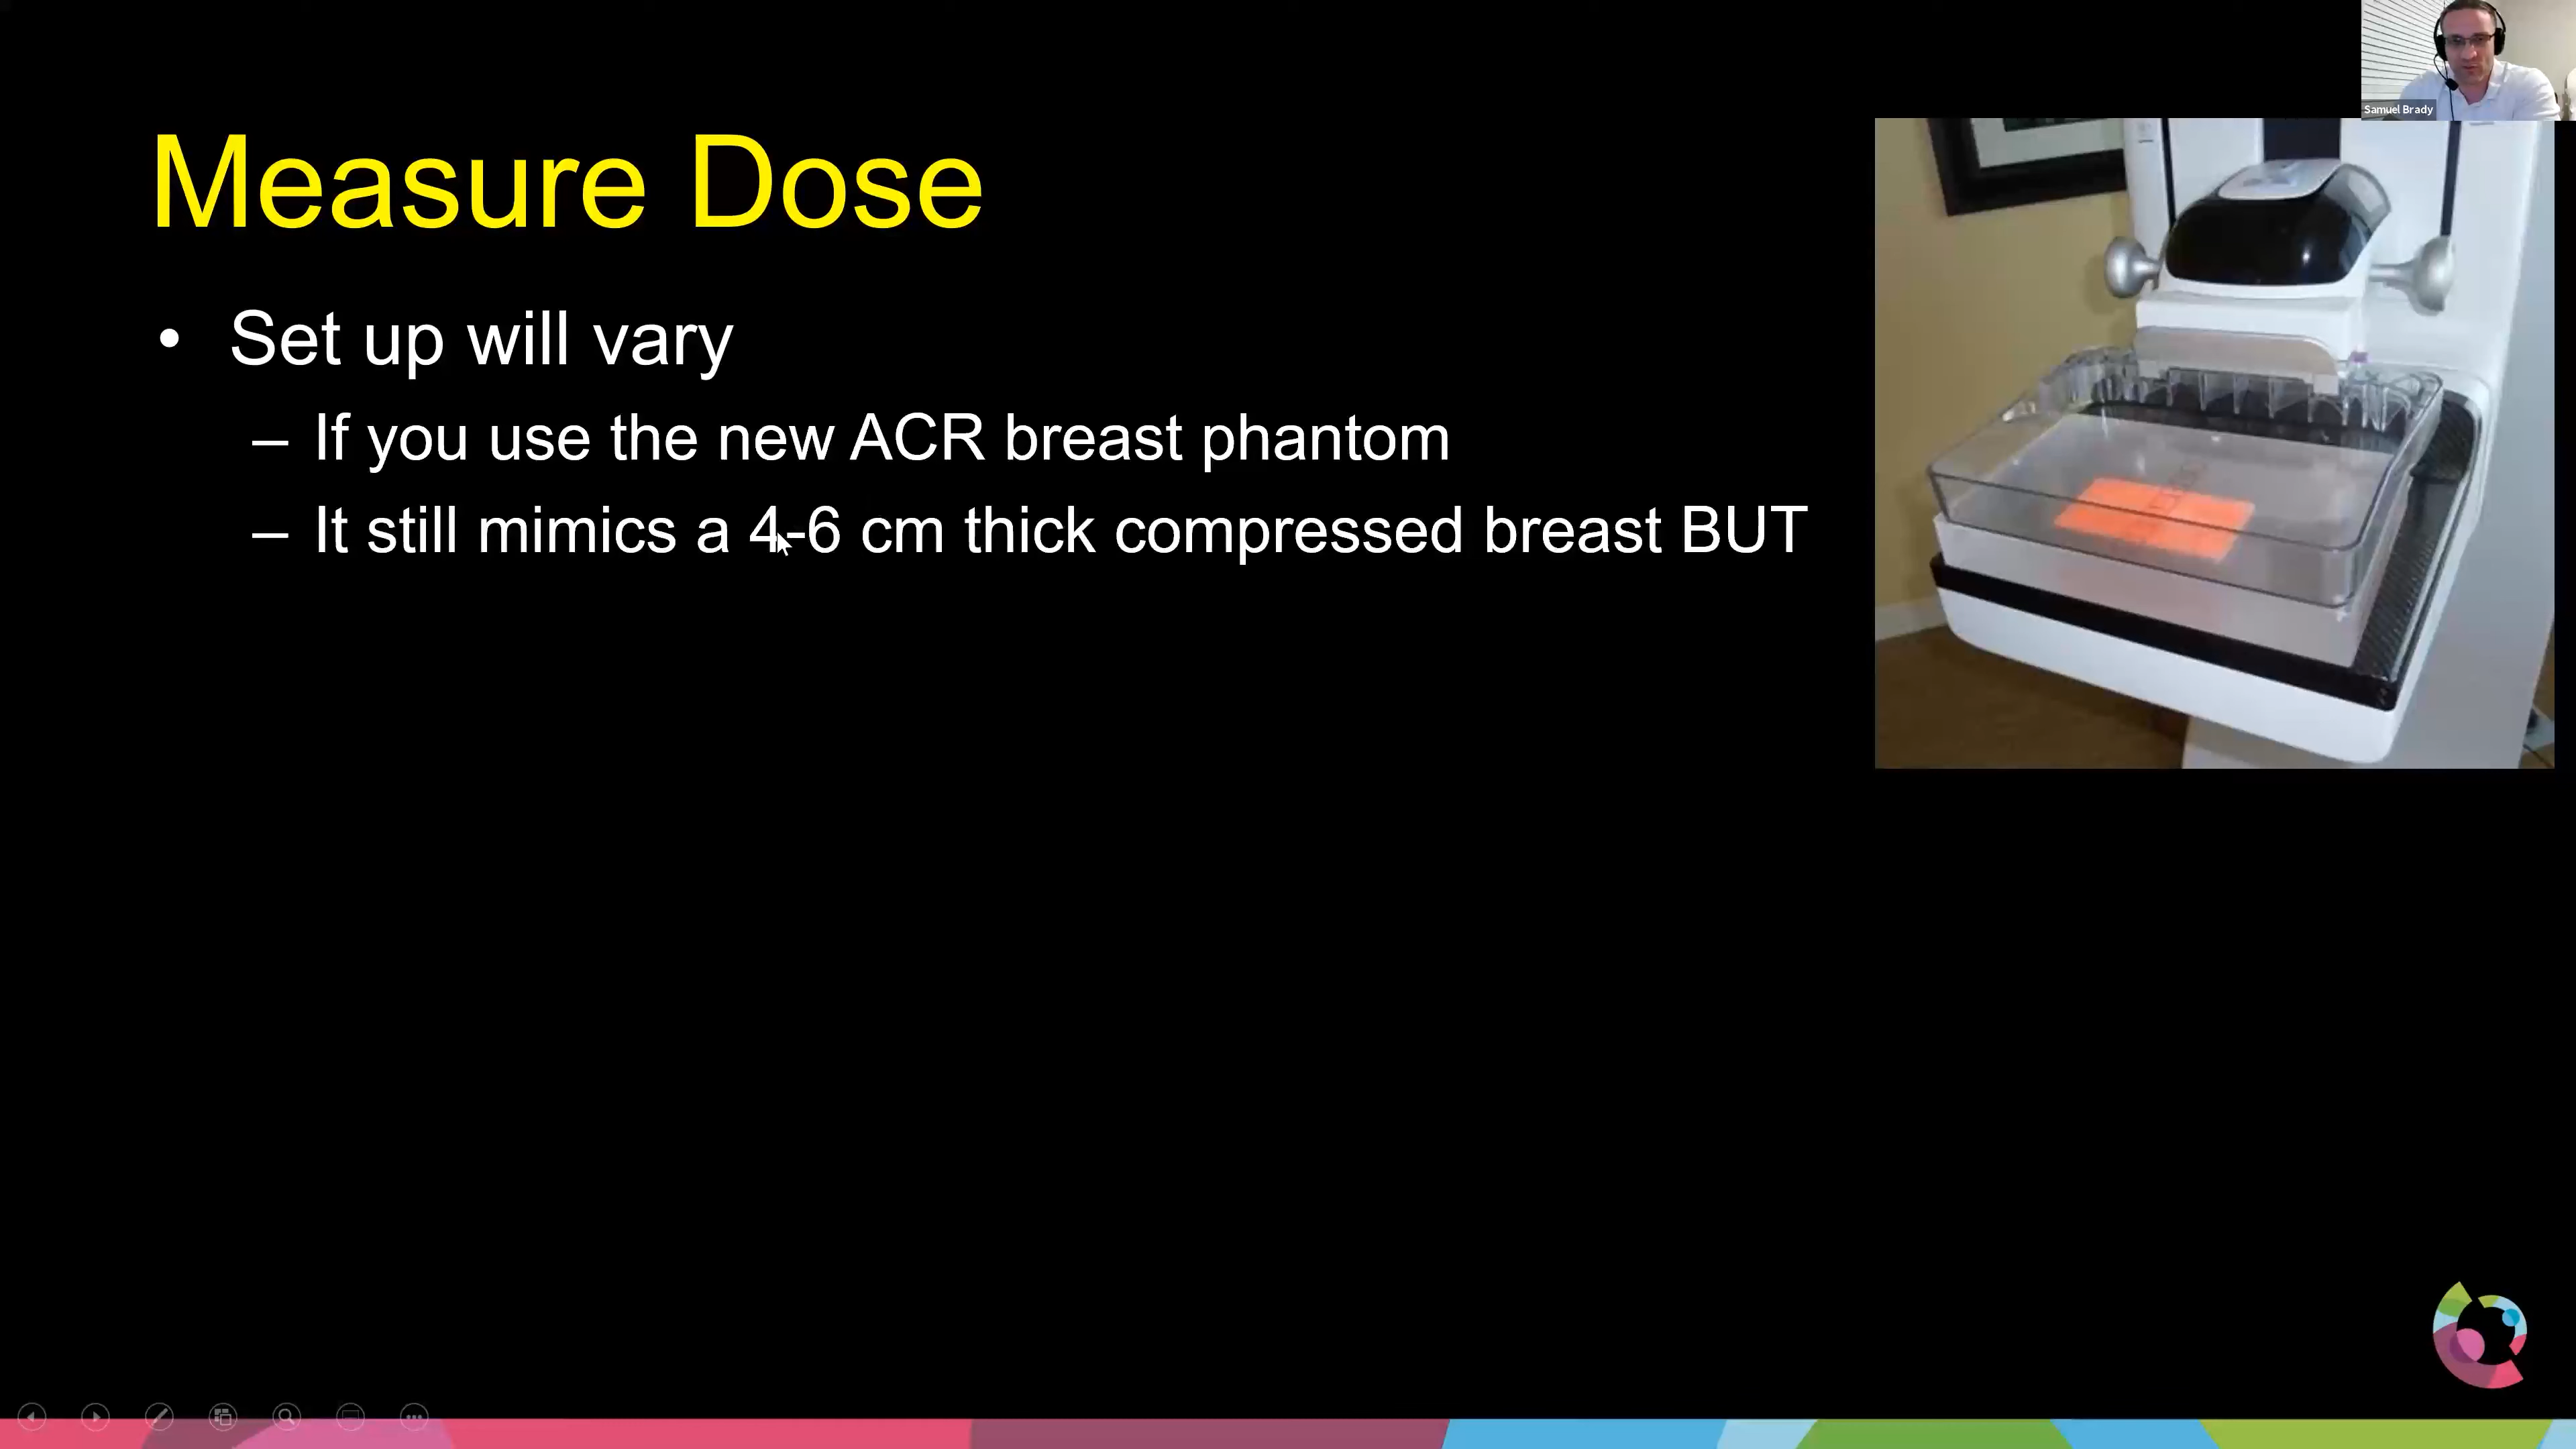 Samuel Brady
Measure Dose
• Set up will vary
– If you use the new ACR breast phantom
– It still mimics a 4-6 cm thick compressed breast BUT